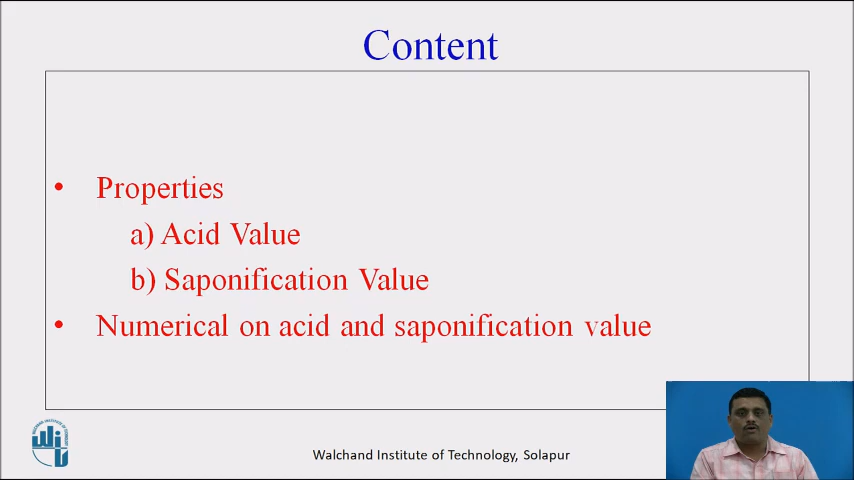 Content
• Properties
a) Acid Value
b) Saponification Value
• Numerical on acid and saponification value
Walchand Institute of Technology, Solapur